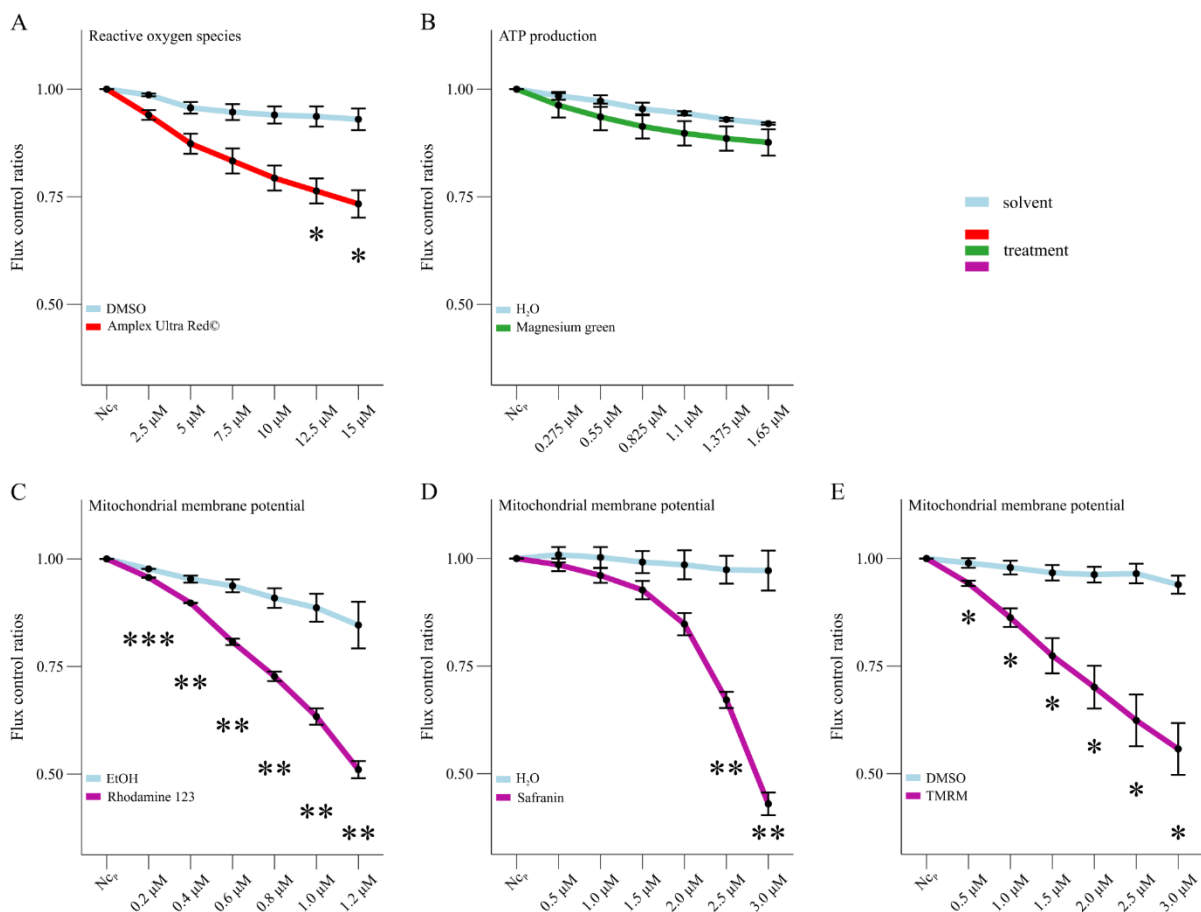 A
Reactive oxygen species
Flux control ratios
1.00
0.75
0.50
* *
DMSO
Amplex Ultra Red©
Ncₚ 2.5 µM 5 µM 7.5 µM 10 µM 12.5 µM 15 µM
B
ATP production
Flux control ratios
1.00
0.75
0.50
H₂O
Magnesium green
Ncₚ 0.275 µM 0.55 µM 0.825 µM 1.1 µM 1.375 µM 1.65 µM
solvent
treatment
C
Mitochondrial membrane potential
Flux control ratios
1.00
0.75
0.50
*** ** ** ** ** **
EtOH
Rhodamine 123
Ncₚ 0.2 µM 0.4 µM 0.6 µM 0.8 µM 1.0 µM 1.2 µM
D
Mitochondrial membrane potential
Flux control ratios
1.00
0.75
0.50
** **
H₂O
Safranin
Ncₚ 0.5 µM 1.0 µM 1.5 µM 2.0 µM 2.5 µM 3.0 µM
E
Mitochondrial membrane potential
Flux control ratios
1.00
0.75
0.50
* * * * * *
DMSO
TMRM
Ncₚ 0.5 µM 1.0 µM 1.5 µM 2.0 µM 2.5 µM 3.0 µM